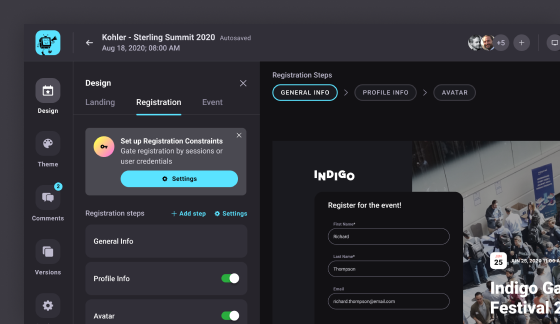 Kohler - Sterling Summit 2020 Autosaved
Aug 18, 2020; 08:00 AM
+5
Design
Landing Registration Event
Set up Registration Constraints
Gate registration by sessions or
user credentials
Settings
Registration steps + Add step Settings
General Info
Profile Info
Avatar
Design
Theme
2
Comments
Versions
Registration Steps
GENERAL INFO
PROFILE INFO
AVATAR
INDIGO
Register for the event!
First Name*
Richard
Last Name*
Thompson
Email
richard.thompson@email.com
25
Indigo Ga
Festival 2